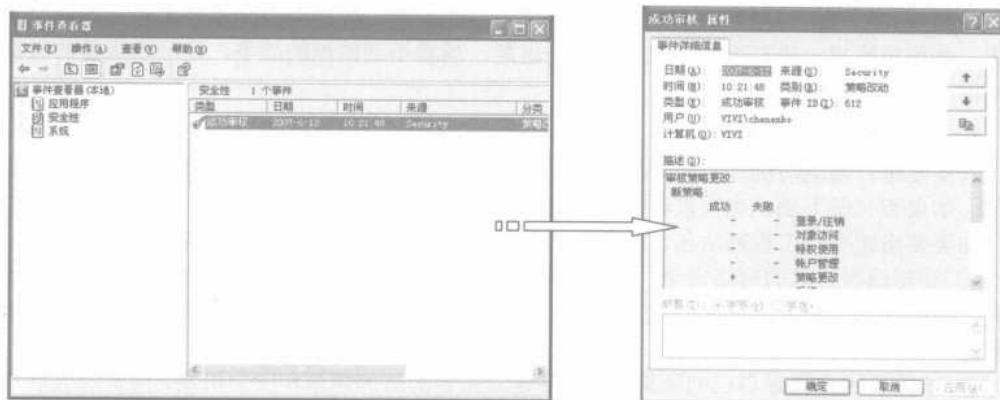 事件查看器
文件(F) 操作(A) 查看(V) 帮助(H)
事件查看器(本地)
应用程序
安全性
系统
安全性 1 个事件
类型 日期 时间 来源 分类
成功审核 2007-6-13 10:21:48 Security 策略改
成功审核 属性
事件详细信息
日期(A): 来源(S): Security
时间(M): 10:21:48 类别(R): 策略改动
类型(E): 成功审核 事件 ID(I): 612
用户(U): VIVI\chenanbo
计算机(O): VIVI
描述(D):
审核策略更改:
新策略:
成功 失败
- - 登录/注销
- - 对象访问
- - 特权使用
- - 帐户管理
+ - 策略更改
确定 取消 应用(A)